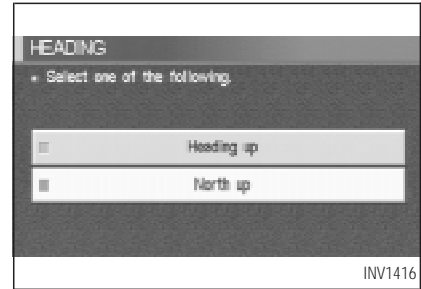 HEADING
Select one of the following.
Heading up
North up
INV1416